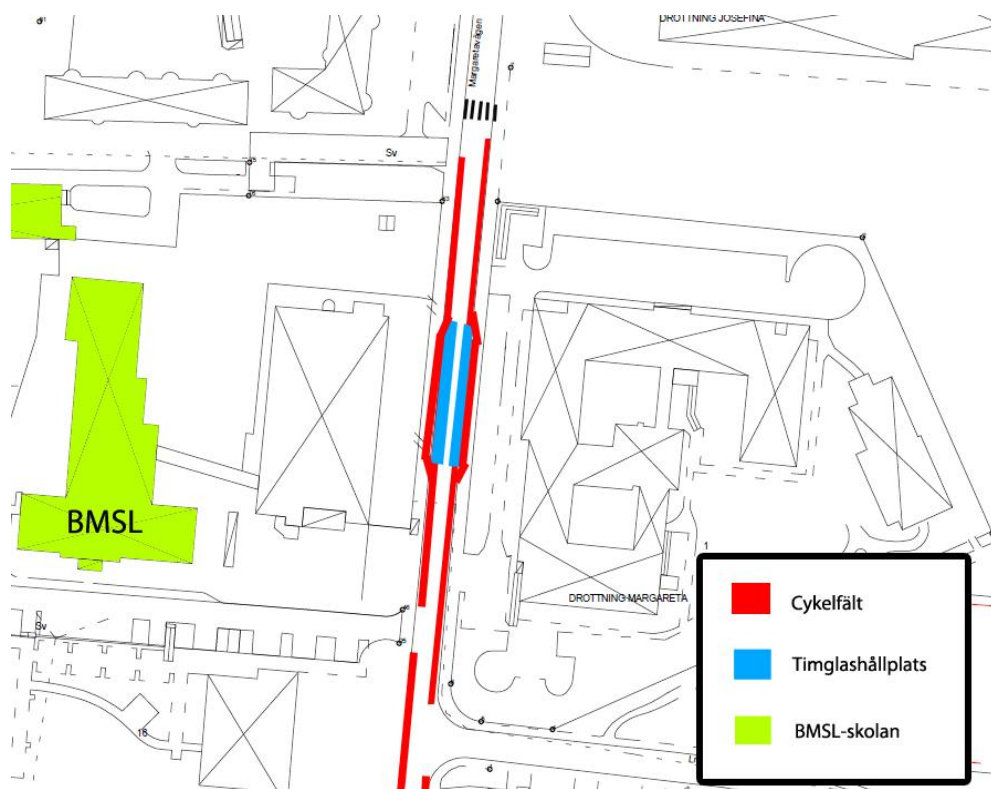 DROTTNING JOSEFINA
Margaretavägen
Sv
BMSL
DROTTNING MARGARETA
1
Sv
16
Cykelfält
Timglashållplats
BMSL-skolan